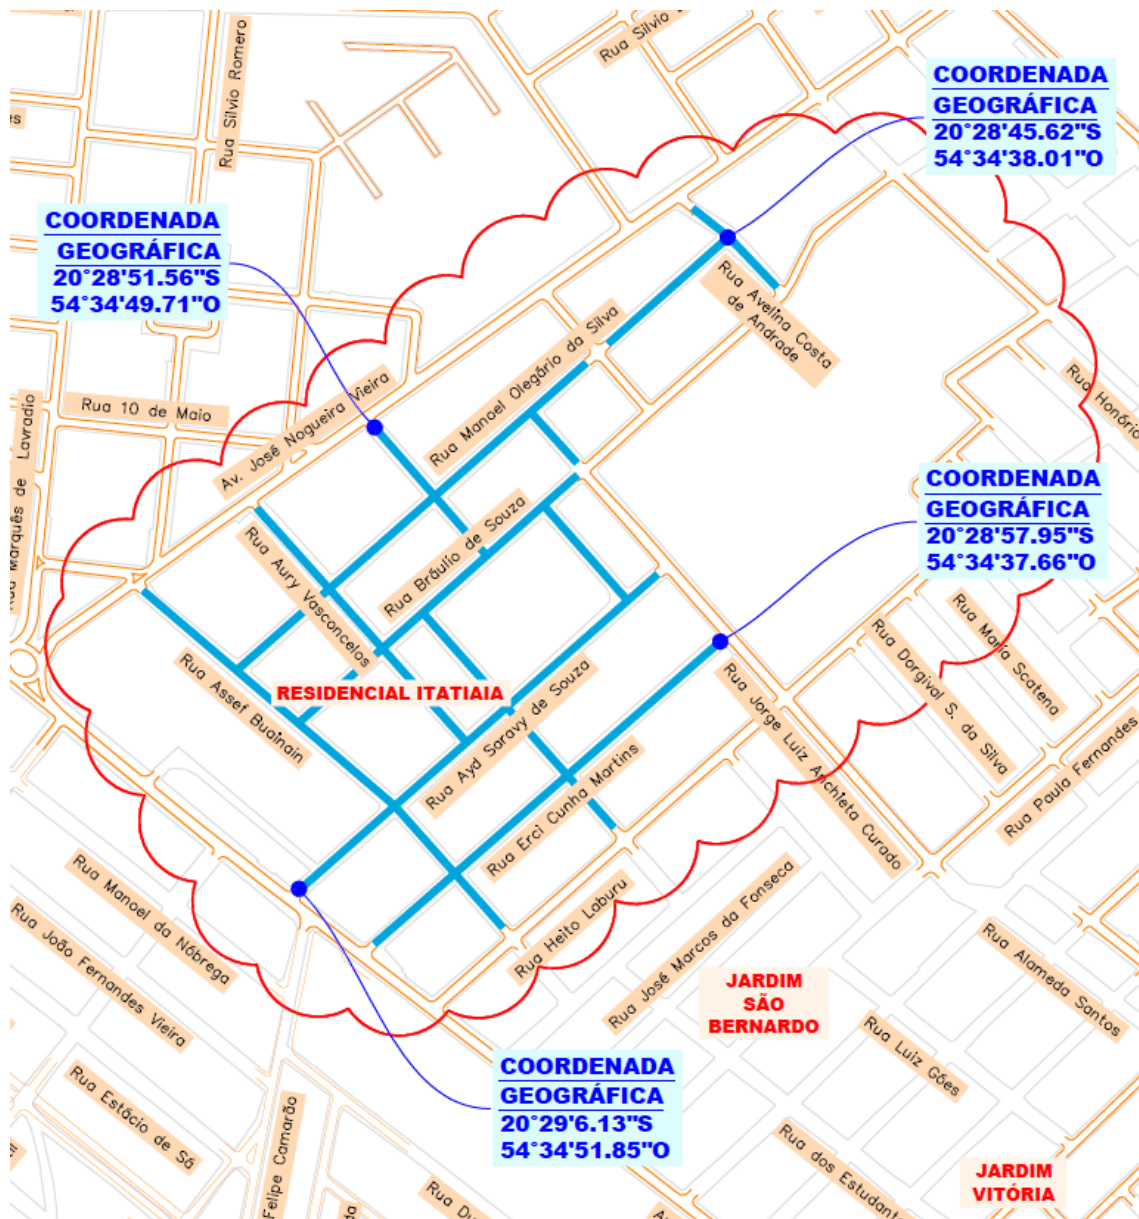 Rua Silvio
Rua Silvio Romero
COORDENADA
GEOGRÁFICA
20°28'45.62"S
54°34'38.01"O
COORDENADA
GEOGRÁFICA
20°28'51.56"S
54°34'49.71"O
Rua Avelina Costa
de Andrade
Rua Manoel Olegário da Silva
Rua Honório
Rua 10 de Maio
Av. José Nogueira Vieira
Marquês de Lavradio
COORDENADA
GEOGRÁFICA
20°28'57.95"S
54°34'37.66"O
Rua Bráulio de Souza
Rua Aury Vasconcelos
Rua Maria Scatena
Rua Dorgival S. da Silva
Rua Assef Buainain
RESIDENCIAL ITATIAIA
Rua Ayd Saravy de Souza
Rua Jorge Luiz Anchieta Curado
Rua Paula Fernandes
Rua Erci Cunha Martins
Rua Manoel da Nóbrega
Rua João Fernandes Vieira
Rua Heito Laburu
Rua José Marcos da Fonseca
Rua Alameda Santos
JARDIM
SÃO
BERNARDO
Rua Luiz Góes
COORDENADA
GEOGRÁFICA
20°29'6.13"S
54°34'51.85"O
Rua Estácio de Sá
Felipe Camarão
Rua dos Estudant
JARDIM
VITÓRIA